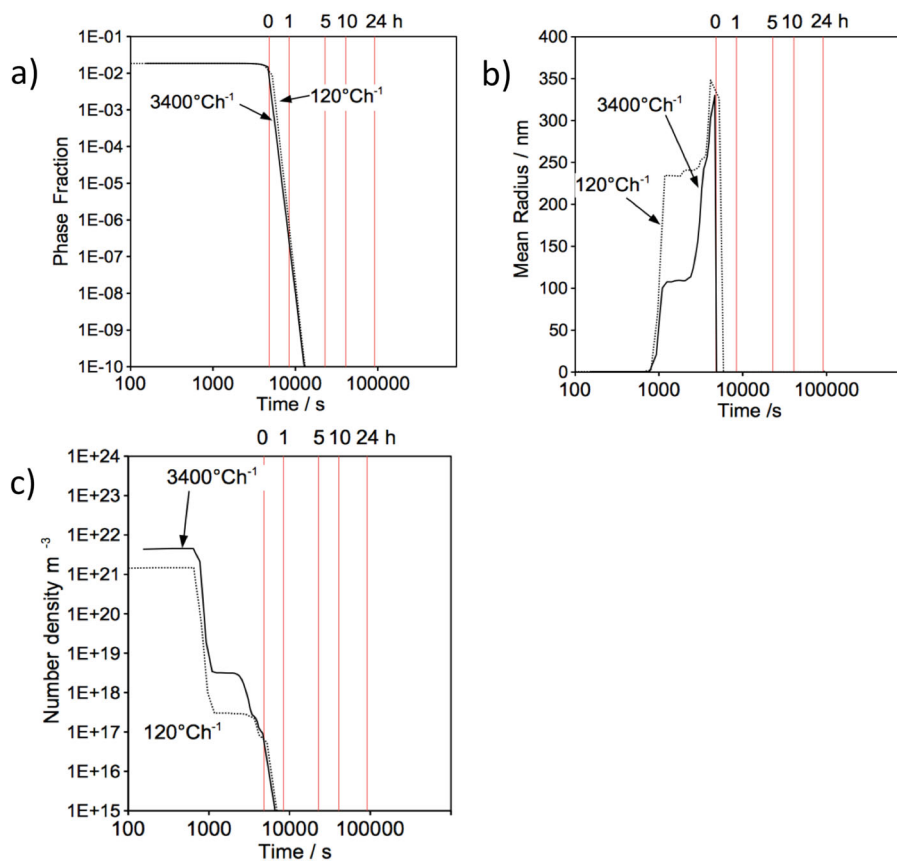 a)
0 1 5 10 24 h
1E-01
1E-02
1E-03
1E-04
1E-05
1E-06
1E-07
1E-08
1E-09
1E-10
Phase Fraction
3400°Ch⁻¹
120°Ch⁻¹
100 1000 10000 100000
Time / s
b)
0 1 5 10 24 h
400
350
300
250
200
150
100
50
0
Mean Radius / nm
3400°Ch⁻¹
120°Ch⁻¹
100 1000 10000 100000
Time /s
c)
0 1 5 10 24 h
1E+24
1E+23
1E+22
1E+21
1E+20
1E+19
1E+18
1E+17
1E+16
1E+15
Number density m ⁻³
3400°Ch⁻¹
120°Ch⁻¹
100 1000 10000 100000
Time / s